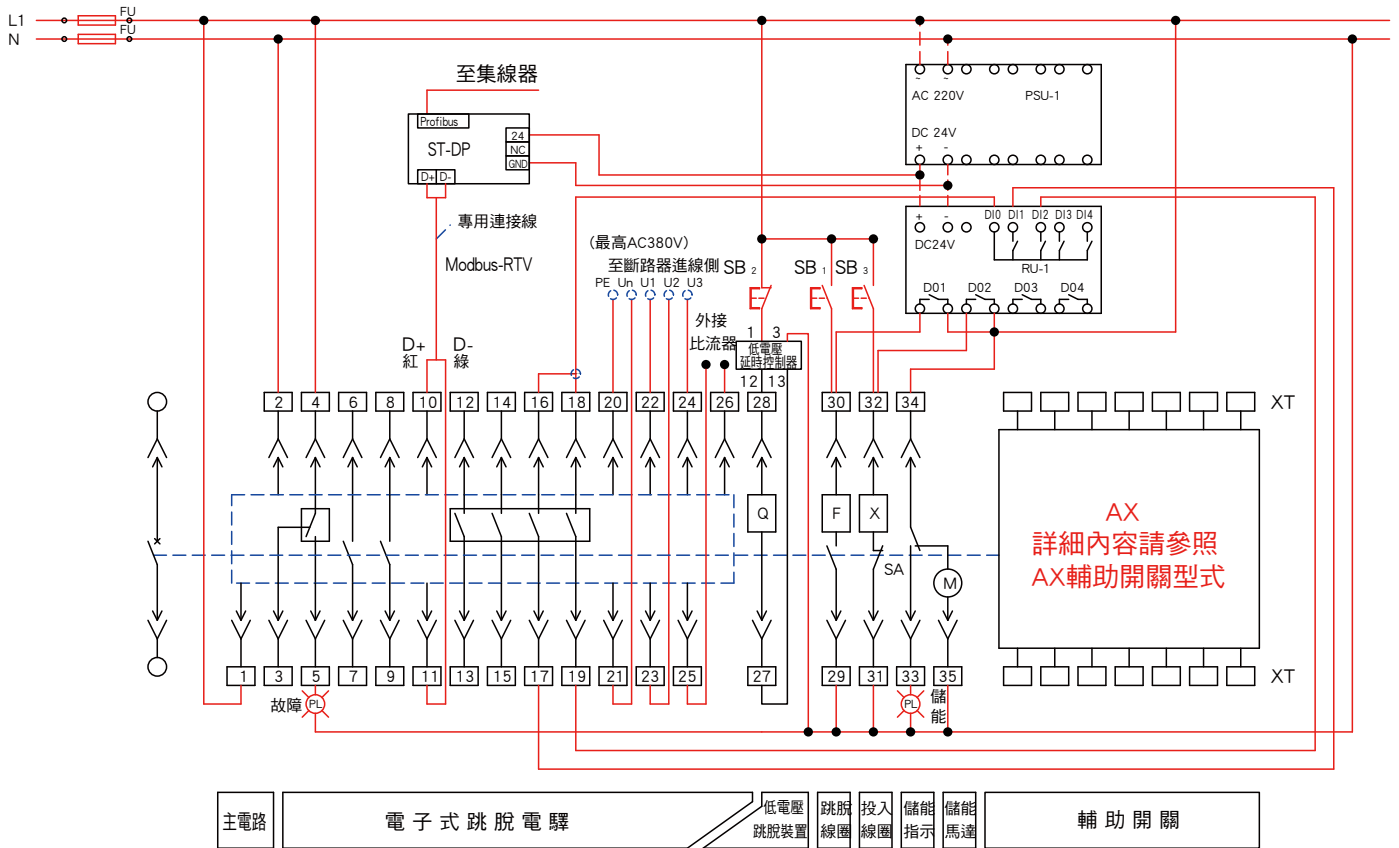 L1
FU
N
FU
至集線器
Profibus
ST-DP
24
NC
GND
D+ D-
專用連接線
Modbus-RTV
~ ~
AC 220V PSU-1
DC 24V
+ -
+ -
DC24V
DI0 DI1 DI2 DI3 DI4
RU-1
D01 D02 D03 D04
(最高AC380V)
至斷路器進線側
PE Un U1 U2 U3
SB 2
SB 1
SB 3
外接
比流器
1 3
低電壓
延時控制器
12 13
D+
紅
D-
綠
2 4 6 8 10 12 14 16 18 20 22 24 26 28 30 32 34
XT
Q F X
SA
M
AX
詳細內容請參照
AX輔助開關型式
1 3 5 7 9 11 13 15 17 19 21 23 25 27 29 31 33 35
XT
故障
PL
PL
儲
能
主電路
電子式跳脫電驛
低電壓
跳脫裝置
跳脫
線圈
投入
線圈
儲能
指示
儲能
馬達
輔助開關